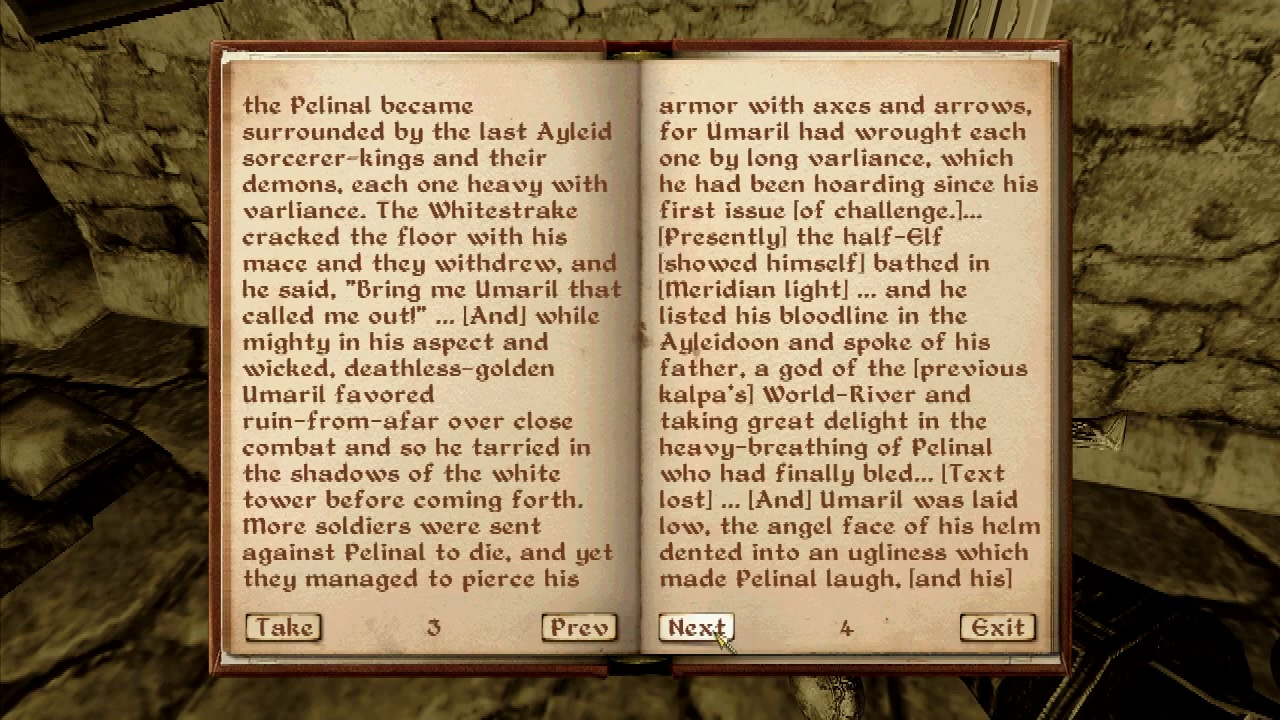 the Pelinal became
surrounded by the last Ayleid
sorcerer-kings and their
demons, each one heavy with
varliance. The Whitestrake
cracked the floor with his
mace and they withdrew, and
he said, "Bring me Umaril that
called me out!" ... [And] while
mighty in his aspect and
wicked, deathless-golden
Umaril favored
ruin-from-afar over close
combat and so he tarried in
the shadows of the white
tower before coming forth.
More soldiers were sent
against Pelinal to die, and yet
they managed to pierce his
armor with axes and arrows,
for Umaril had wrought each
one by long varliance, which
he had been hoarding since his
first issue [of challenge.]...
[Presently] the half-Elf
[showed himself] bathed in
[Meridian light] ... and he
listed his bloodline in the
Ayleidoon and spoke of his
father, a god of the [previous
kalpa's] World-River and
taking great delight in the
heavy-breathing of Pelinal
who had finally bled... [Text
lost] ... [And] Umaril was laid
low, the angel face of his helm
dented into an ugliness which
made Pelinal laugh, [and his]
Take 3 Prev Next 4 Exit